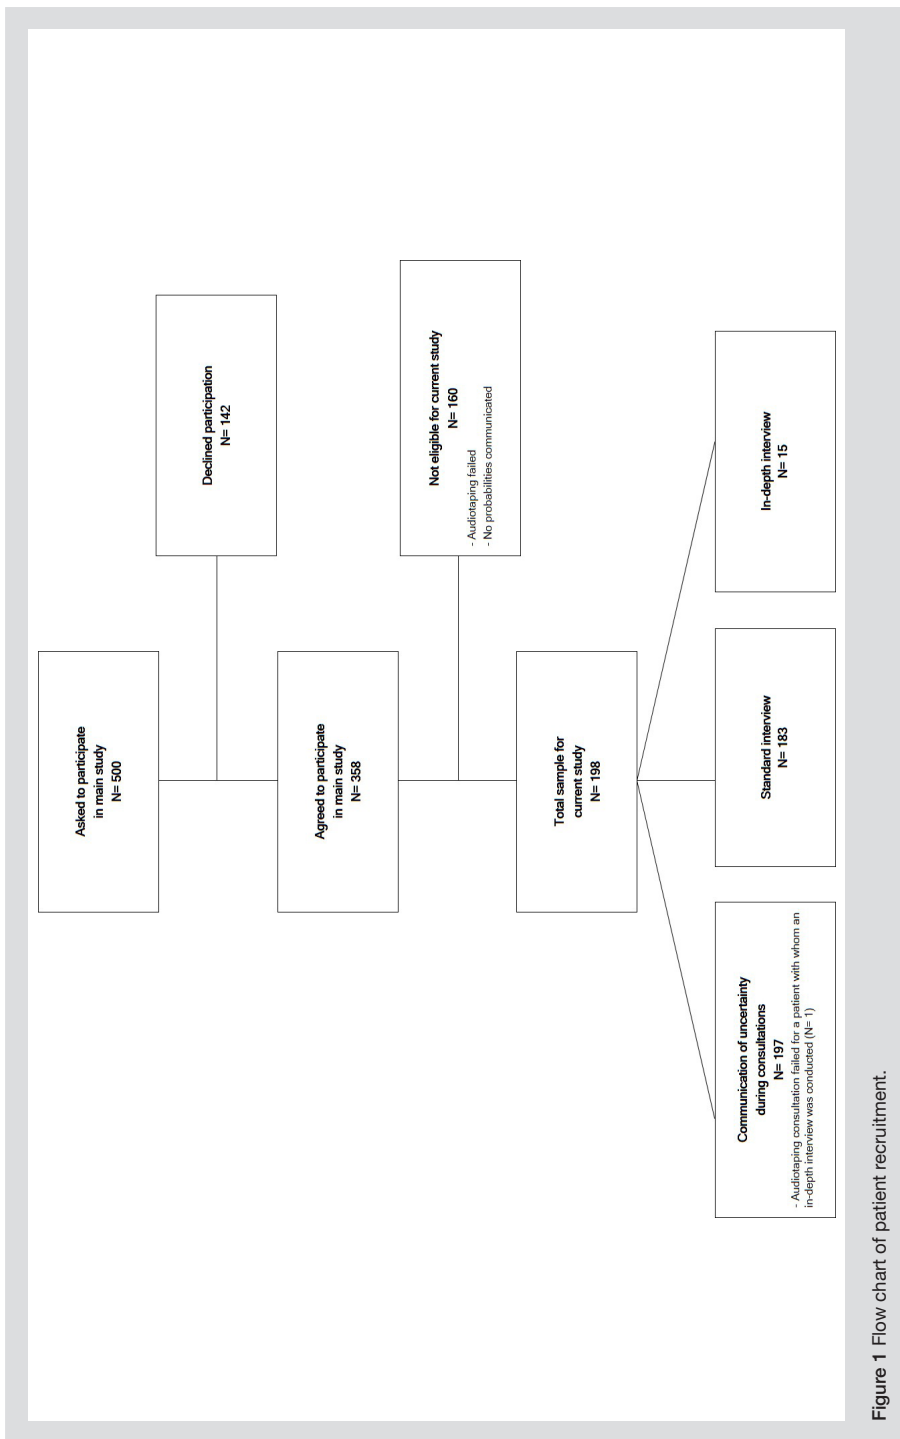 Asked to participate
in main study
N= 500
Declined participation
N= 142
Agreed to participate
in main study
N= 358
Not eligible for current study
N= 160
- Audiotaping failed
- No probabilities communicated
Total sample for
current study
N= 198
Communication of uncertainty
during consultations
N= 197
- Audiotaping consultation failed for a patient with whom an
in-depth interview was conducted (N= 1)
Standard interview
N= 183
In-depth interview
N= 15
Figure 1 Flow chart of patient recruitment.